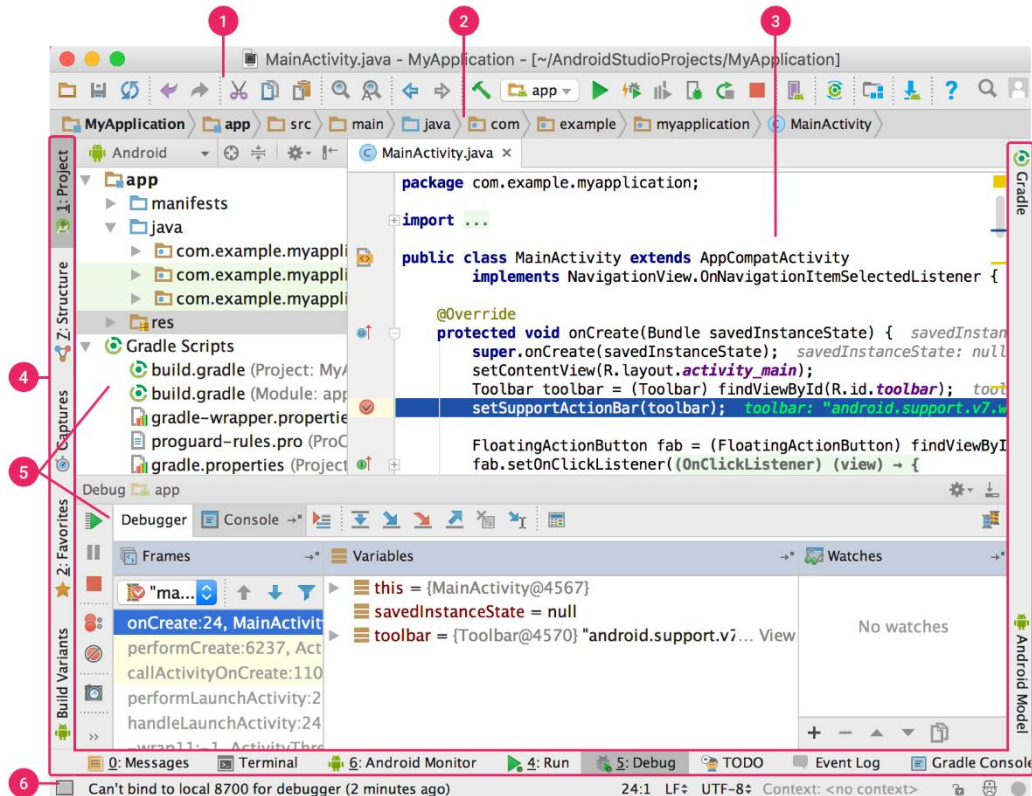 1 2 3
MainActivity.java - MyApplication - [~/AndroidStudioProjects/MyApplication]
app
MyApplication app src main java com example myapplication MainActivity
1: Project
Z: Structure
Captures
2: Favorites
Build Variants
4
5
6
Android
app
manifests
java
com.example.myappli
com.example.myappli
com.example.myappli
res
Gradle Scripts
build.gradle (Project: MyA
build.gradle (Module: app
gradle-wrapper.propertie
proguard-rules.pro (ProC
gradle.properties (Project
MainActivity.java
package com.example.myapplication;
import ...
public class MainActivity extends AppCompatActivity
implements NavigationView.OnNavigationItemSelectedListener {
@Override
protected void onCreate(Bundle savedInstanceState) { savedInstan
super.onCreate(savedInstanceState); savedInstanceState: null
setContentView(R.layout.activity_main);
Toolbar toolbar = (Toolbar) findViewById(R.id.toolbar); tool
setSupportActionBar(toolbar); toolbar: "android.support.v7.w
FloatingActionButton fab = (FloatingActionButton) findViewByI
fab.setOnClickListener((OnClickListener) (view) → {
Gradle
Android Model
Debug app
Debugger Console
Frames Variables Watches
"ma...
onCreate:24, MainActivit
performCreate:6237, Act
callActivityOnCreate:110
performLaunchActivity:2
handleLaunchActivity:24
-wrap11:-1, ActivityThre
this = {MainActivity@4567}
savedInstanceState = null
toolbar = {Toolbar@4570} "android.support.v7... View
No watches
0: Messages Terminal 6: Android Monitor 4: Run 5: Debug TODO Event Log Gradle Console
Can't bind to local 8700 for debugger (2 minutes ago) 24:1 LF UTF-8 Context: <no context>